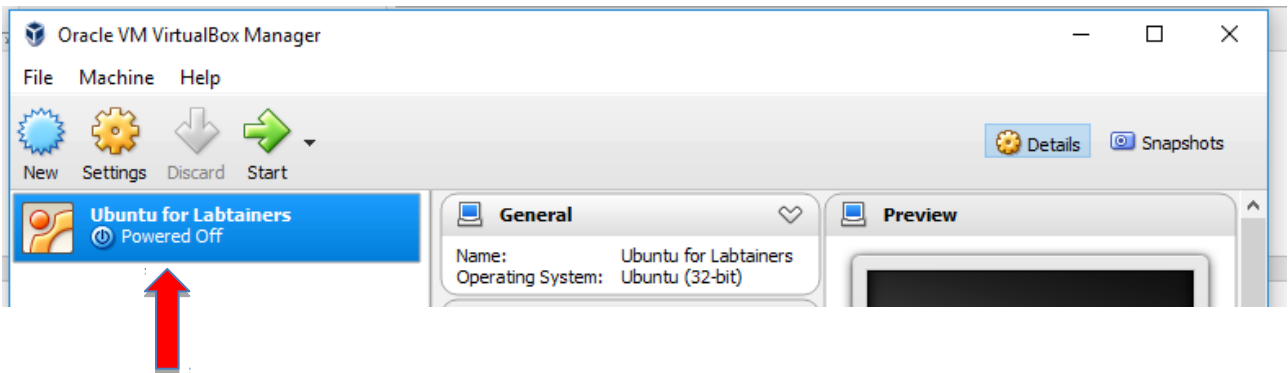 Oracle VM VirtualBox Manager
File Machine Help
New Settings Discard Start
Details Snapshots
Ubuntu for Labtainers
Powered Off
General
Name: Ubuntu for Labtainers
Operating System: Ubuntu (32-bit)
Preview